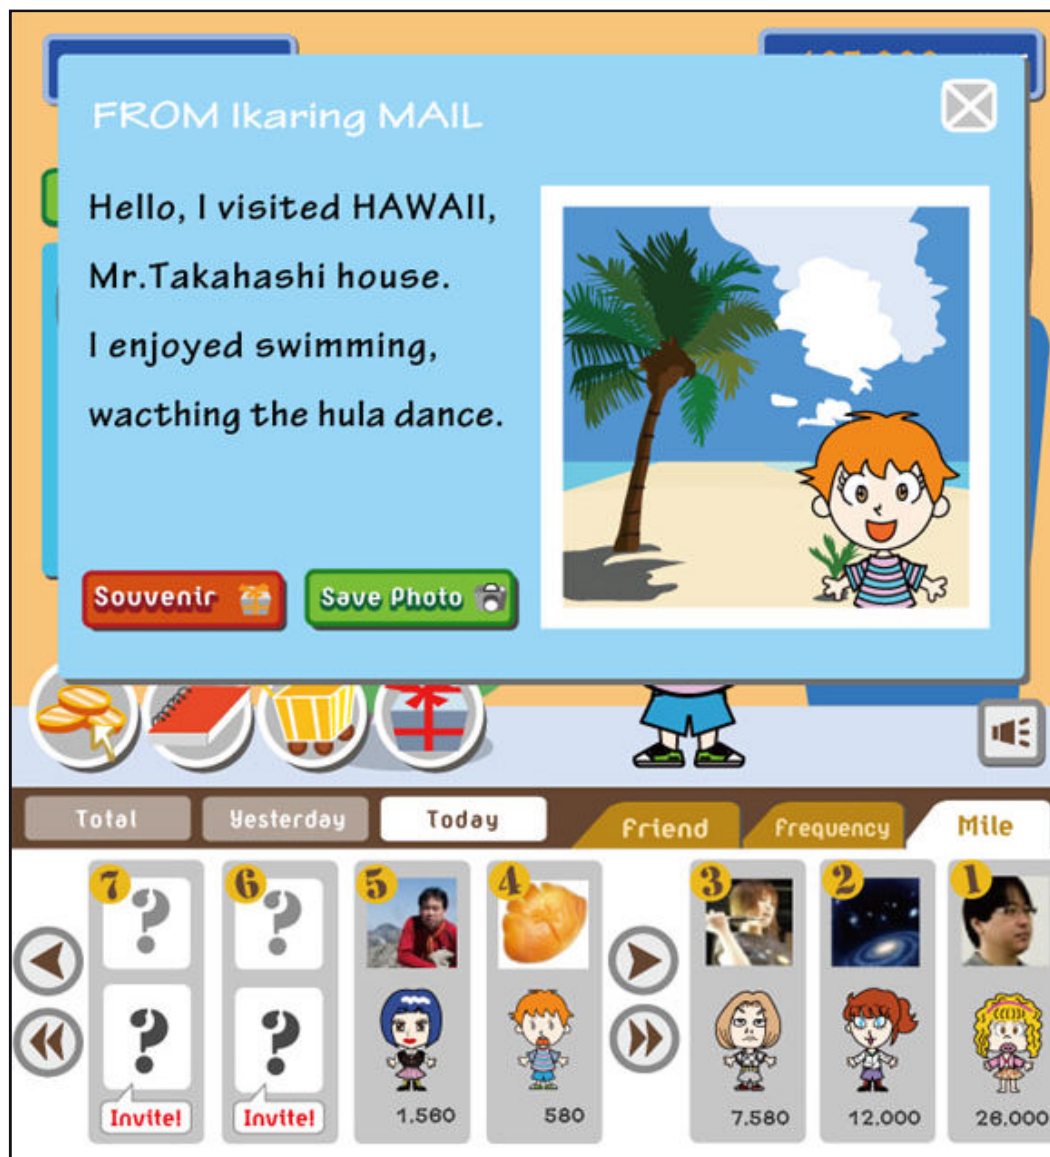 FROM Ikaring MAIL
Hello, I visited HAWAII,
Mr.Takahashi house.
I enjoyed swimming,
wacthing the hula dance.
Souvenir
Save Photo
Total
Yesterday
Today
Friend
Frequency
Mile
7
6
5
4
3
2
1
Invite!
Invite!
1.560
580
7.580
12.000
26.000